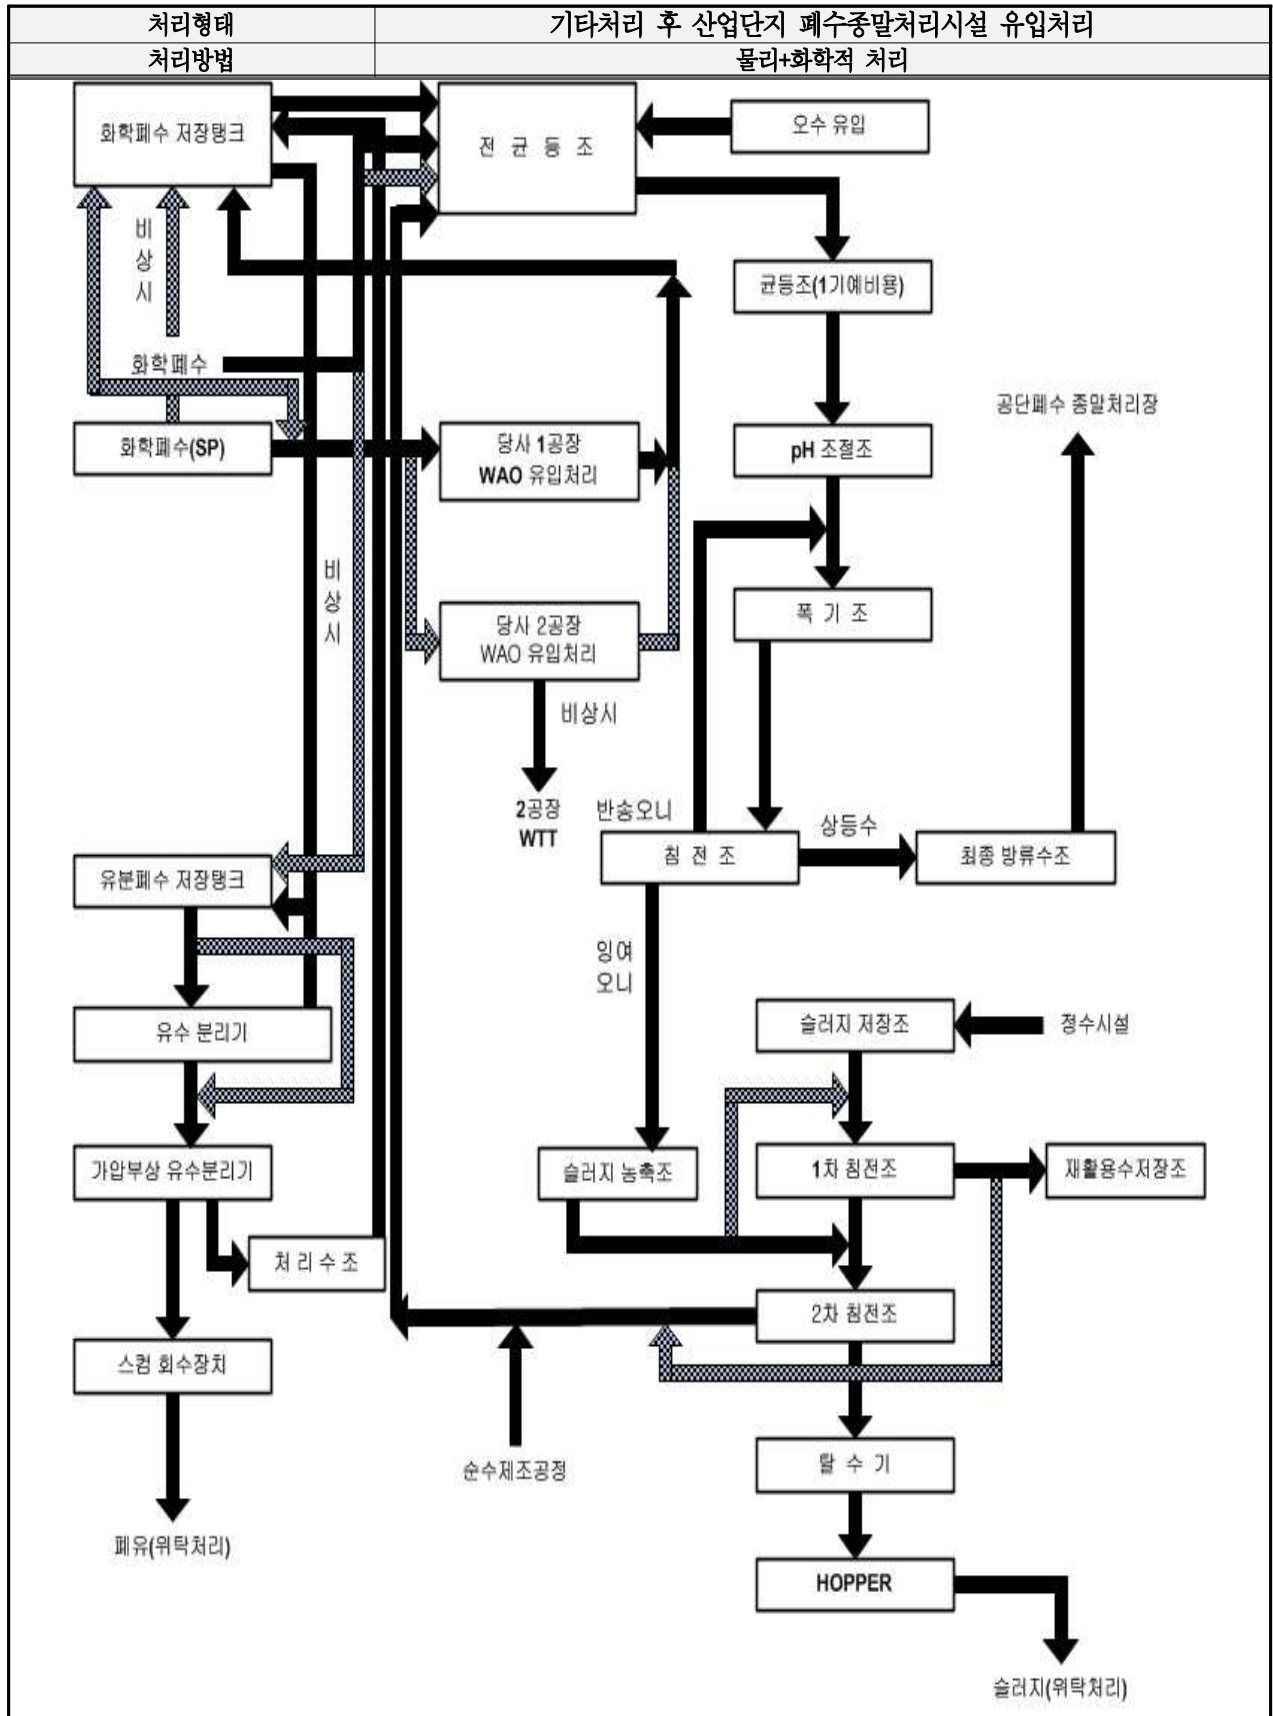 처리형태
기타처리 후 산업단지 폐수종말처리시설 유입처리
처리방법
물리+화학적 처리
화학폐수 저장탱크
전 균 등 조
오수 유입
비
상
시
균등조(1기예비용)
화학폐수
화학폐수(SP)
당사 1공장
WAO 유입처리
pH 조절조
공단폐수 종말처리장
비
상
시
당사 2공장
WAO 유입처리
폭 기 조
비상시
2공장
WTT
반송오니
상등수
침 전 조
최종 방류수조
유분폐수 저장탱크
잉여
오니
유수 분리기
슬러지 저장조
정수시설
가압부상 유수분리기
슬러지 농축조
1차 침전조
재활용수저장조
처 리 수 조
2차 침전조
스컴 회수장치
순수제조공정
탈 수 기
폐유(위탁처리)
HOPPER
슬러지(위탁처리)